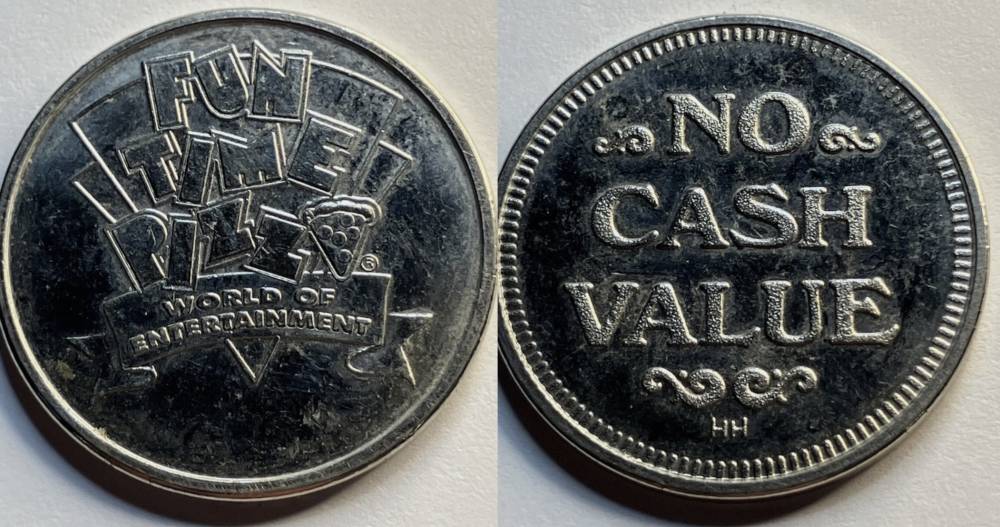 FUN
TIME
PIZZA
®
WORLD OF
ENTERTAINMENT
NO
CASH
VALUE
HH